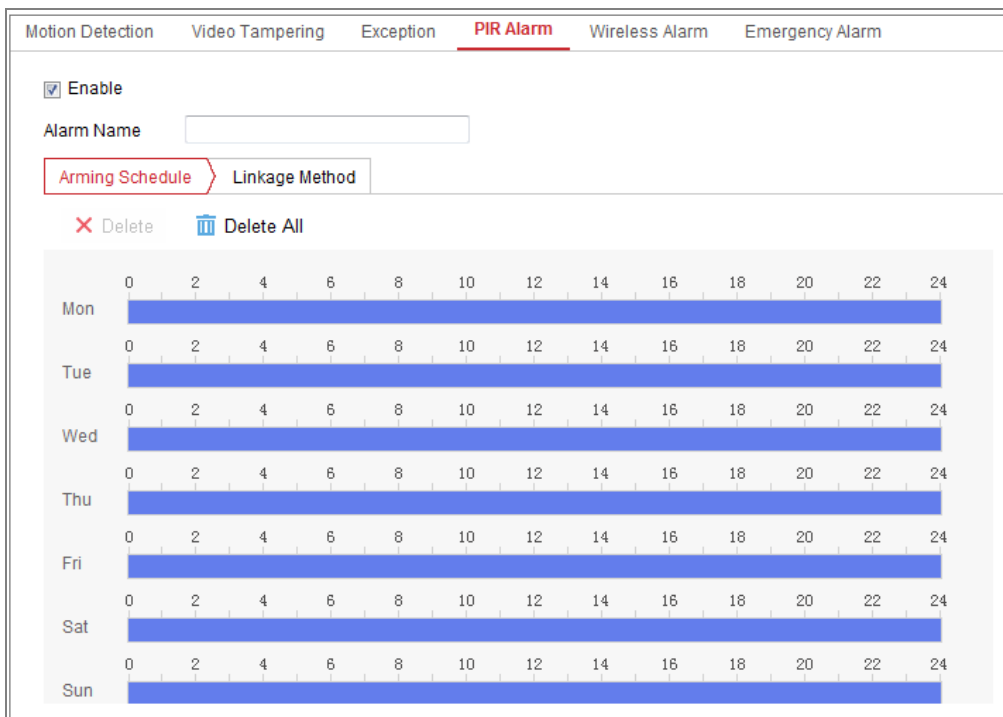 Motion Detection Video Tampering Exception PIR Alarm Wireless Alarm Emergency Alarm
Enable
Alarm Name
Arming Schedule Linkage Method
Delete Delete All
0 2 4 6 8 10 12 14 16 18 20 22 24
Mon
0 2 4 6 8 10 12 14 16 18 20 22 24
Tue
0 2 4 6 8 10 12 14 16 18 20 22 24
Wed
0 2 4 6 8 10 12 14 16 18 20 22 24
Thu
0 2 4 6 8 10 12 14 16 18 20 22 24
Fri
0 2 4 6 8 10 12 14 16 18 20 22 24
Sat
0 2 4 6 8 10 12 14 16 18 20 22 24
Sun